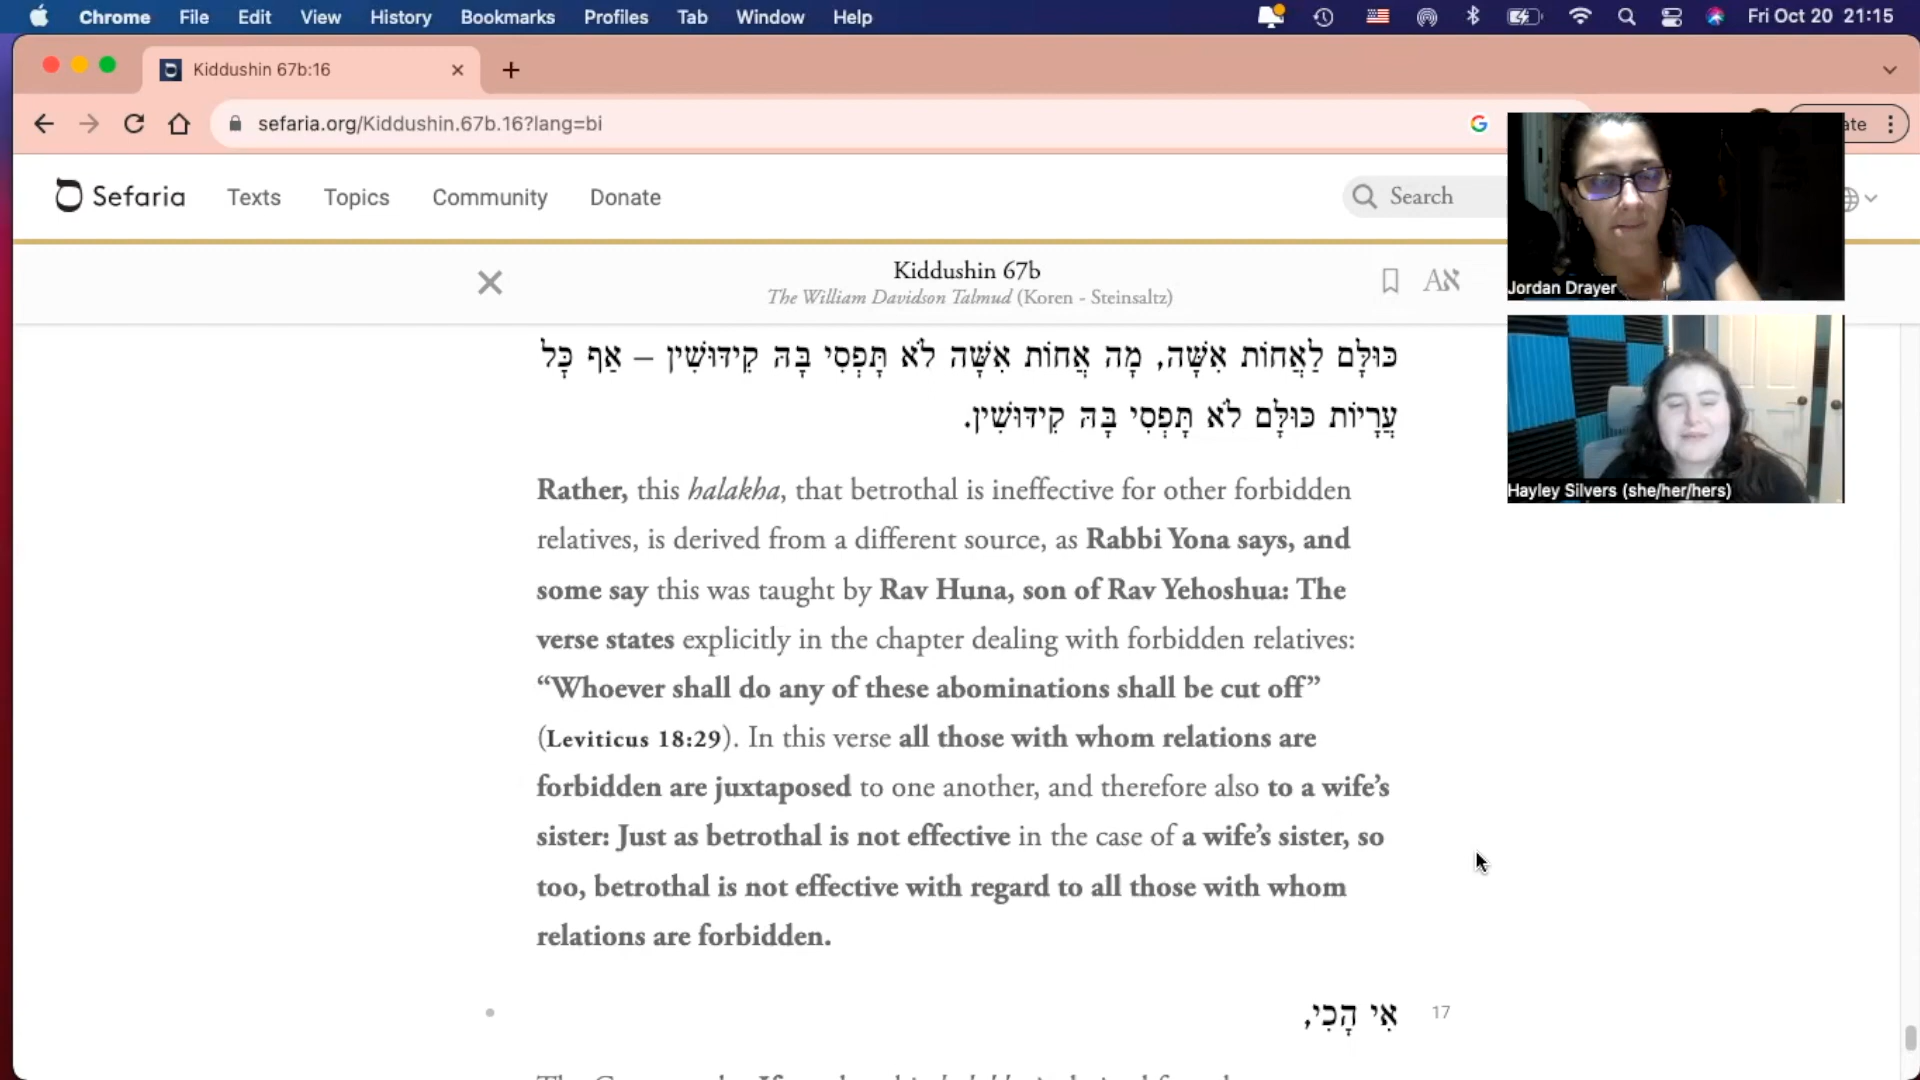 Chrome File Edit View History Bookmarks Profiles Tab Window Help Fri Oct 20 21:15
Kiddushin 67b:16
sefaria.org/Kiddushin.67b.16?lang=bi
Sefaria Texts Topics Community Donate Search
Kiddushin 67b
The William Davidson Talmud (Koren - Steinsaltz)
Jordan Drayer
Hayley Silvers (she/her/hers)
כּוּלָּם לַאֲחוֹת אִשָּׁה, מָה אֲחוֹת אִשָּׁה לֹא תָּפְסִי בָּהּ קִידּוּשִׁין – אַף כׇּל
עֲרָיוֹת כּוּלָּם לֹא תָּפְסִי בָּהּ קִידּוּשִׁין.
Rather, this halakha, that betrothal is ineffective for other forbidden
relatives, is derived from a different source, as Rabbi Yona says, and
some say this was taught by Rav Huna, son of Rav Yehoshua: The
verse states explicitly in the chapter dealing with forbidden relatives:
“Whoever shall do any of these abominations shall be cut off”
(Leviticus 18:29). In this verse all those with whom relations are
forbidden are juxtaposed to one another, and therefore also to a wife’s
sister: Just as betrothal is not effective in the case of a wife’s sister, so
too, betrothal is not effective with regard to all those with whom
relations are forbidden.
אִי הָכִי,
17